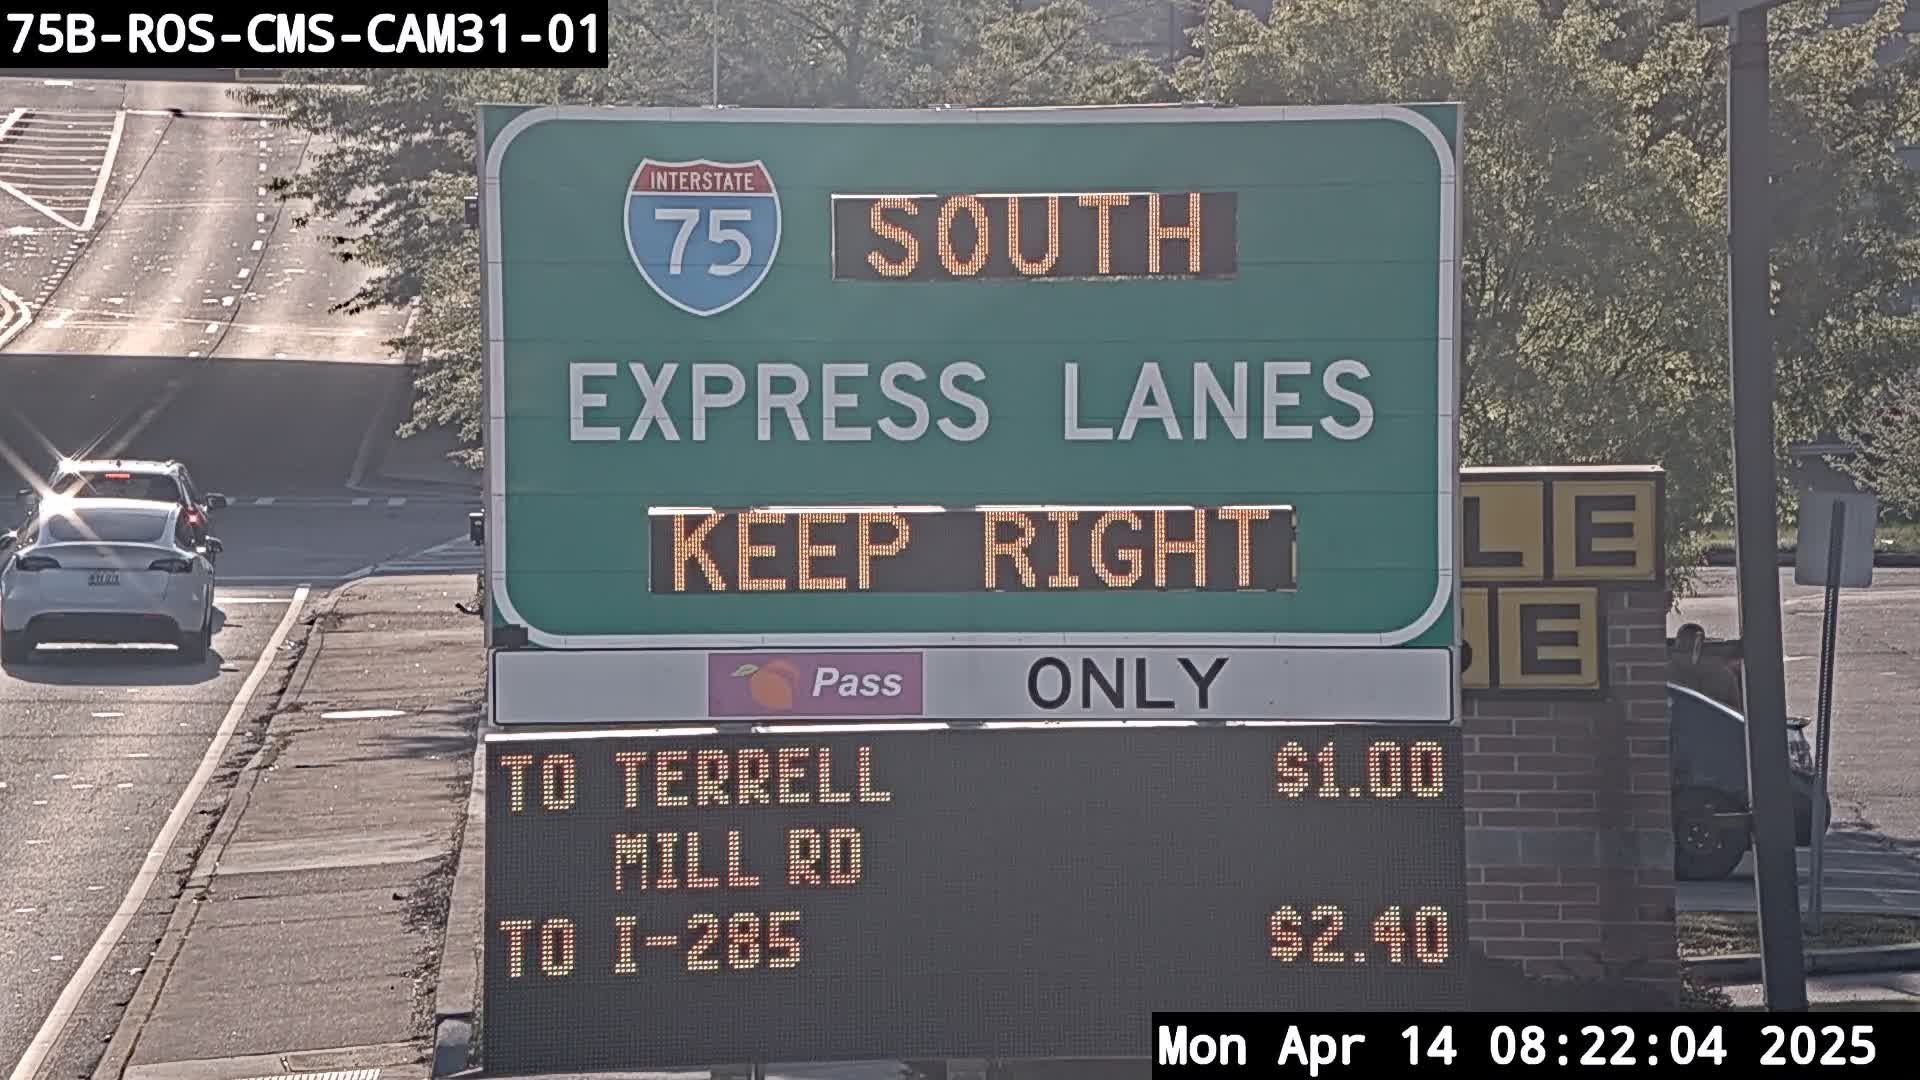 75B-ROS-CMS-CAM31-01
INTERSTATE
75
SOUTH
EXPRESS LANES
KEEP RIGHT
Pass ONLY
TO TERRELL $1.00
MILL RD
TO I-285 $2.40
LE
E
Mon Apr 14 08:22:04 2025